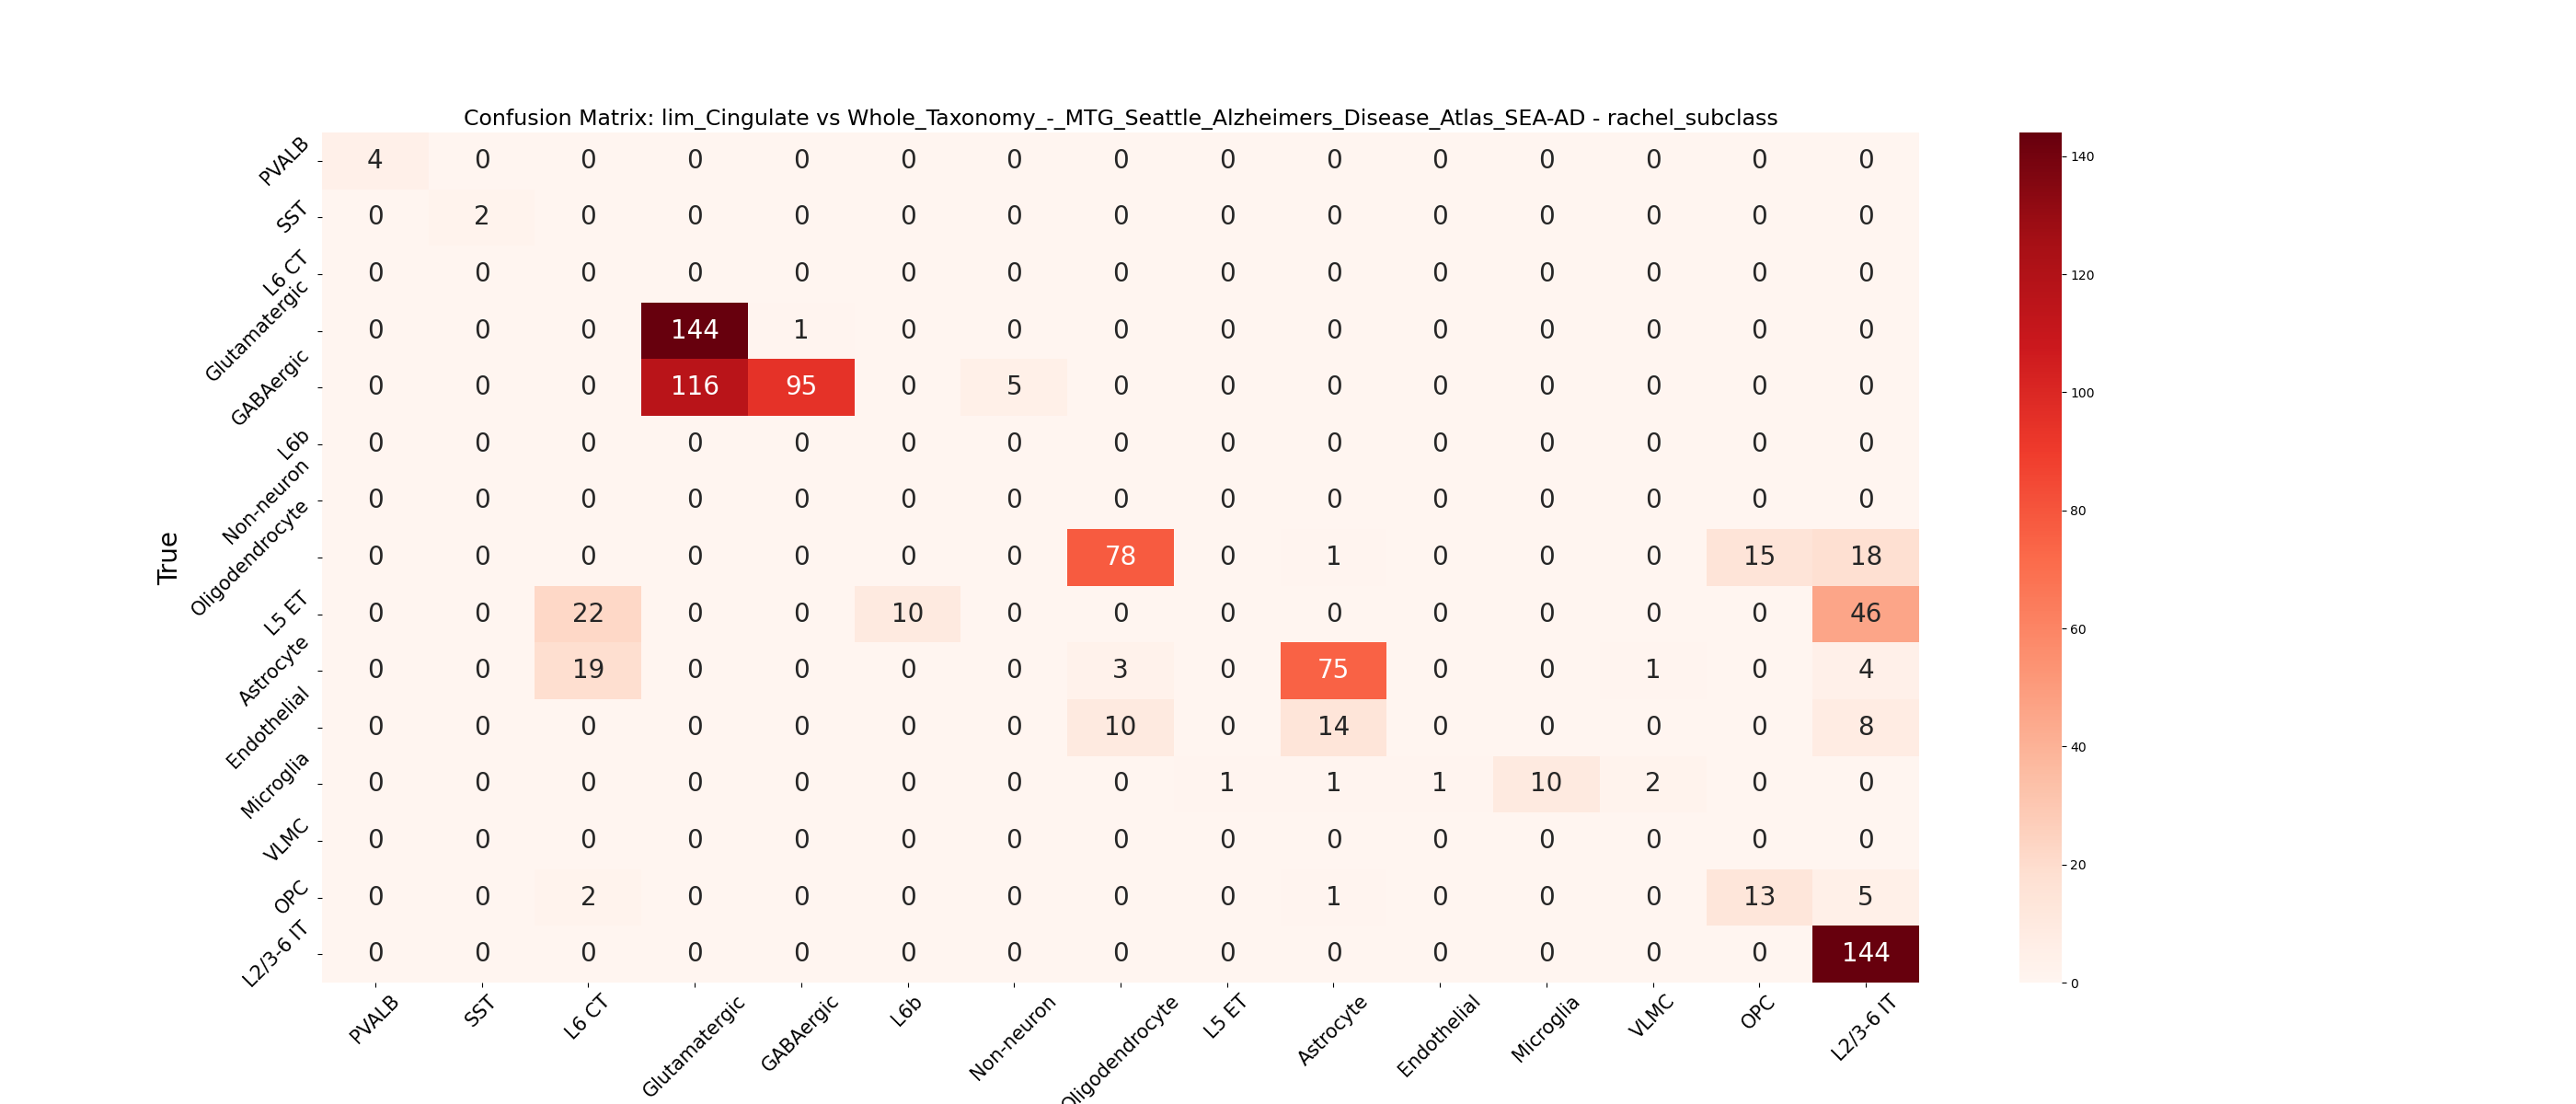 Confusion Matrix: lim_Cingulate vs Whole_Taxonomy_-_MTG_Seattle_Alzheimers_Disease_Atlas_SEA-AD - rachel_subclass
True
PVALB 4 0 0 0 0 0 0 0 0 0 0 0 0 0 0
SST 0 2 0 0 0 0 0 0 0 0 0 0 0 0 0
L6 CT 0 0 0 0 0 0 0 0 0 0 0 0 0 0 0
Glutamatergic 0 0 0 144 1 0 0 0 0 0 0 0 0 0 0
GABAergic 0 0 0 116 95 0 5 0 0 0 0 0 0 0 0
L6b 0 0 0 0 0 0 0 0 0 0 0 0 0 0 0
Non-neuron 0 0 0 0 0 0 0 0 0 0 0 0 0 0 0
Oligodendrocyte 0 0 0 0 0 0 0 78 0 1 0 0 0 15 18
L5 ET 0 0 22 0 0 10 0 0 0 0 0 0 0 0 46
Astrocyte 0 0 19 0 0 0 0 3 0 75 0 0 1 0 4
Endothelial 0 0 0 0 0 0 0 10 0 14 0 0 0 0 8
Microglia 0 0 0 0 0 0 0 0 1 1 1 10 2 0 0
VLMC 0 0 0 0 0 0 0 0 0 0 0 0 0 0 0
OPC 0 0 2 0 0 0 0 0 0 1 0 0 0 13 5
L2/3-6 IT 0 0 0 0 0 0 0 0 0 0 0 0 0 0 144
PVALB SST L6 CT Glutamatergic GABAergic L6b Non-neuron Oligodendrocyte L5 ET Astrocyte Endothelial Microglia VLMC OPC L2/3-6 IT
140
120
100
80
60
40
20
0